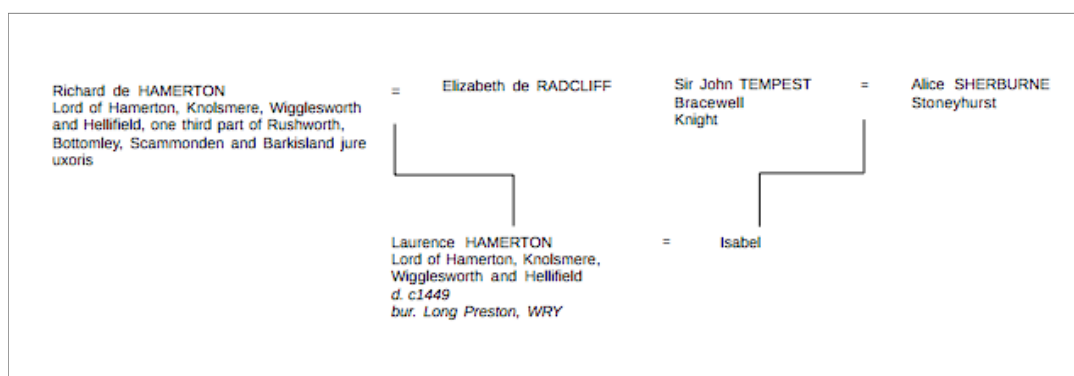 Richard de HAMERTON
Lord of Hamerton, Knolsmere, Wigglesworth
and Hellifield, one third part of Rushworth,
Bottomley, Scammonden and Barkisland jure
uxoris
=
Elizabeth de RADCLIFF
Sir John TEMPEST
Bracewell
Knight
=
Alice SHERBURNE
Stoneyhurst
Laurence HAMERTON
Lord of Hamerton, Knolsmere,
Wigglesworth and Hellifield
d. c1449
bur. Long Preston, WRY
=
Isabel